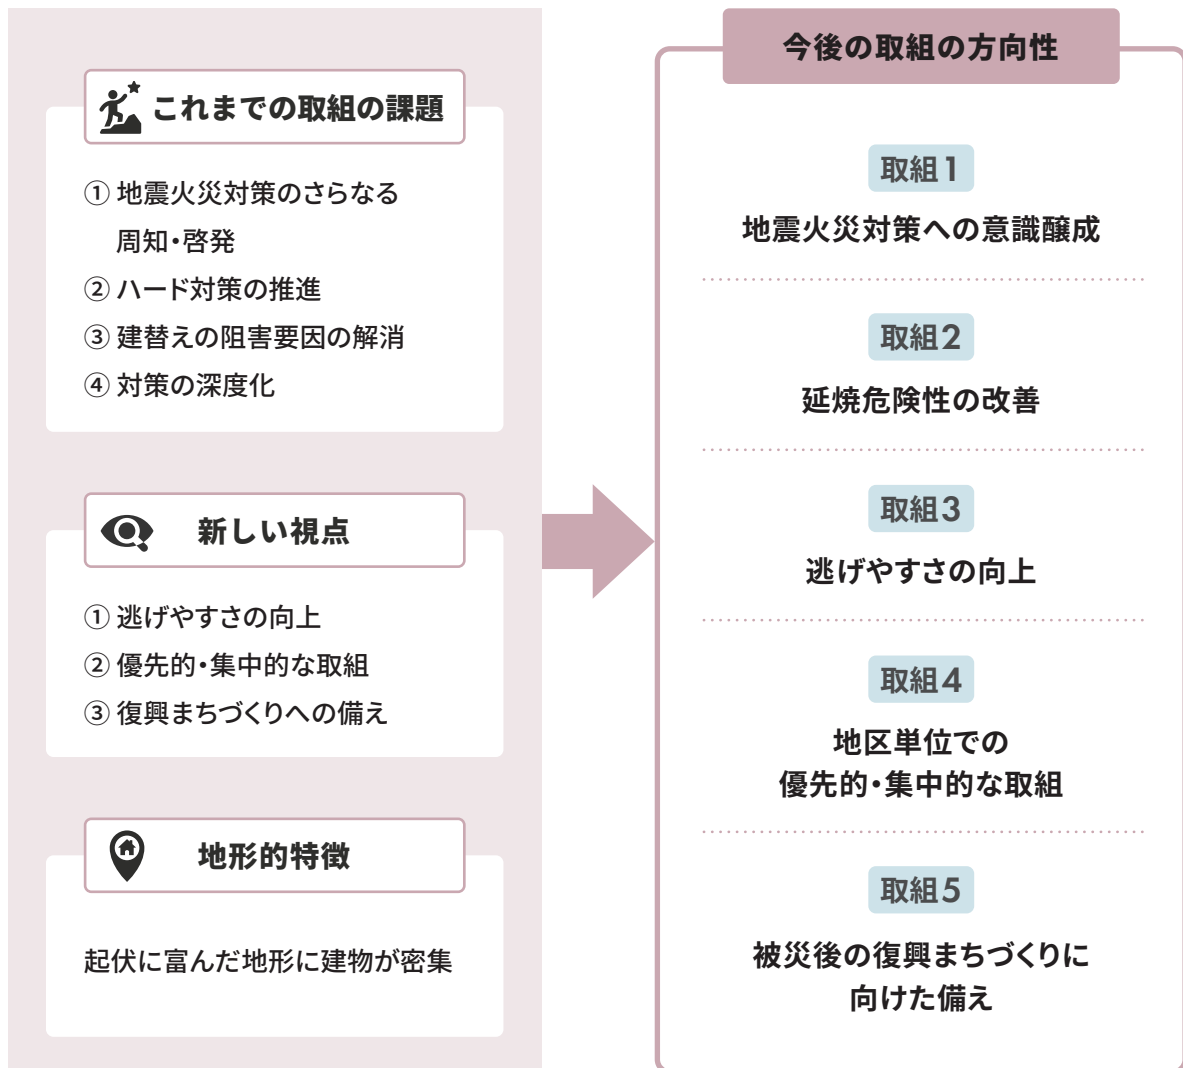 これまでの取組の課題
① 地震火災対策のさらなる
周知・啓発
② ハード対策の推進
③ 建替えの阻害要因の解消
④ 対策の深度化
新しい視点
① 逃げやすさの向上
② 優先的・集中的な取組
③ 復興まちづくりへの備え
地形的特徴
起伏に富んだ地形に建物が密集
今後の取組の方向性
取組1
地震火災対策への意識醸成
取組2
延焼危険性の改善
取組3
逃げやすさの向上
取組4
地区単位での
優先的・集中的な取組
取組5
被災後の復興まちづくりに
向けた備え